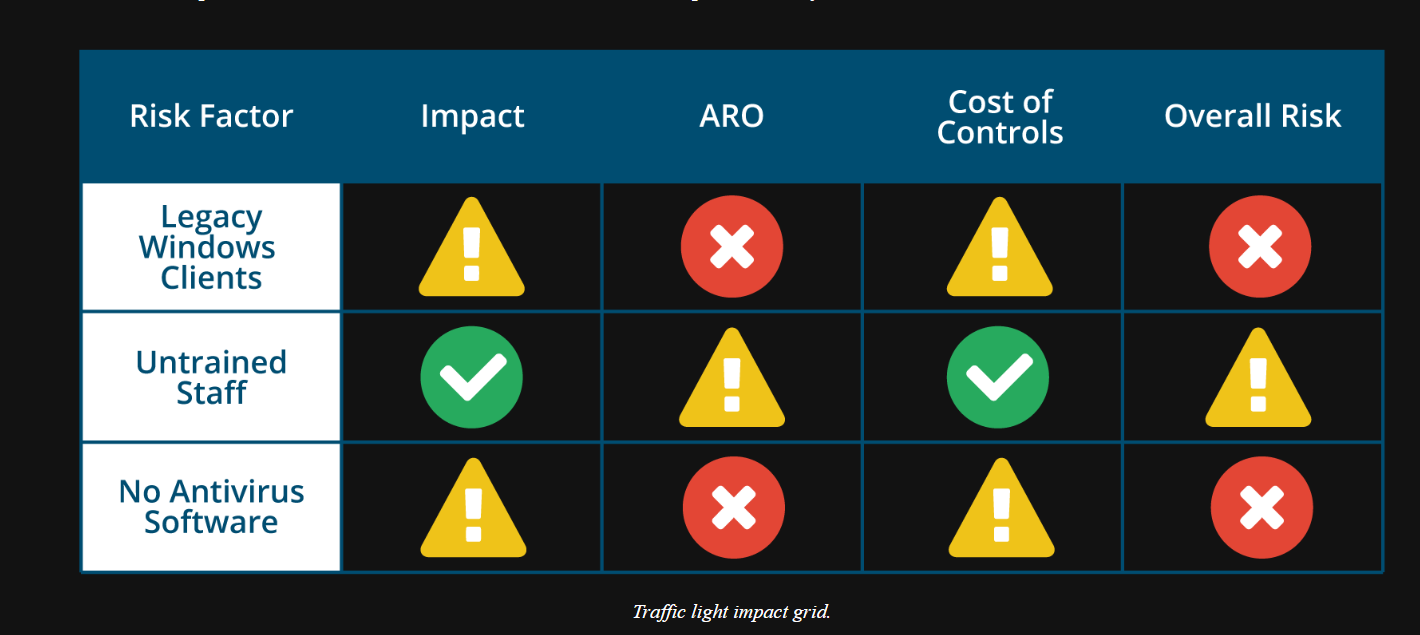 Risk Factor
Impact
ARO
Cost of
Controls
Overall Risk
Legacy
Windows
Clients
Untrained
Staff
No Antivirus
Software
Traffic light impact grid.